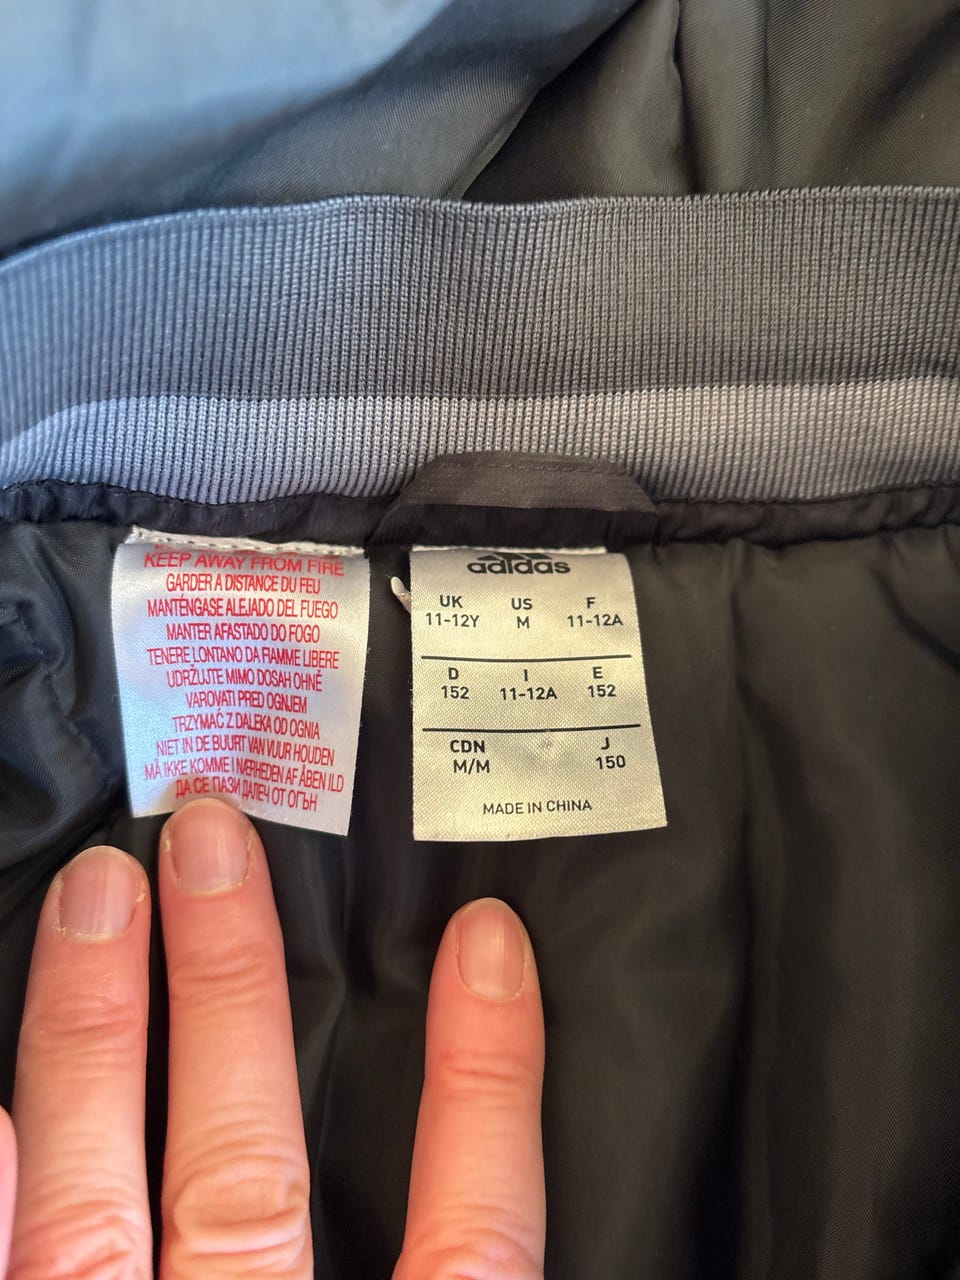 KEEP AWAY FROM FIRE
GARDER A DISTANCE DU FEU
MANTENGASE ALEJADO DEL FUEGO
MANTER AFASTADO DO FOGO
TENERE LONTANO DA FIAMME LIBERE
UDRŽUJTE MIMO DOSAH OHNĚ
VAROVATI PRED OGNJEM
TRZYMAĆ Z DALEKA OD OGNIA
NIET IN DE BUURT VAN VUUR HOUDEN
MÅ IKKE KOMME I NÆRHEDEN AF ÅBEN ILD
ДА СЕ ПАЗИ ДАЛЕЧ ОТ ОГЪН
adidas
UK US F
11-12Y M 11-12A
D I E
152 11-12A 152
CDN J
M/M 150
MADE IN CHINA